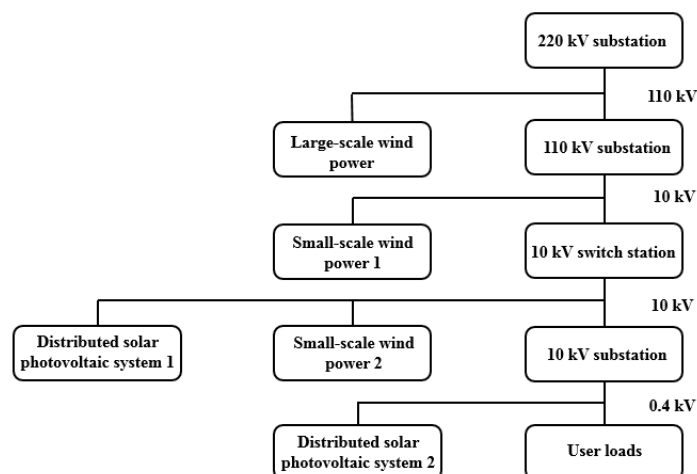 220 kV substation
110 kV
Large-scale wind
power
110 kV substation
10 kV
Small-scale wind
power 1
10 kV switch station
10 kV
Distributed solar
photovoltaic system 1
Small-scale wind
power 2
10 kV substation
0.4 kV
Distributed solar
photovoltaic system 2
User loads